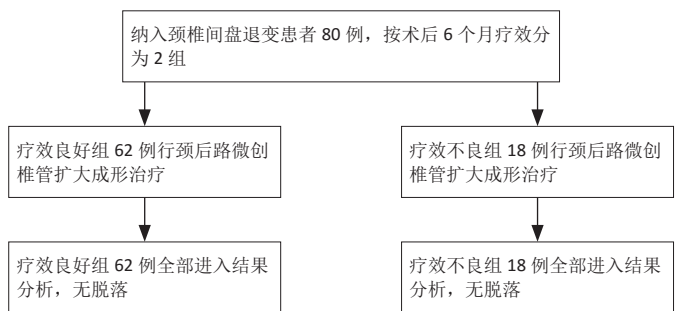 纳入颈椎间盘退变患者 80 例，按术后 6 个月疗效分
为 2 组
疗效良好组 62 例行颈后路微创
椎管扩大成形治疗
疗效不良组 18 例行颈后路微创
椎管扩大成形治疗
疗效良好组 62 例全部进入结果
分析，无脱落
疗效不良组 18 例全部进入结果
分析，无脱落